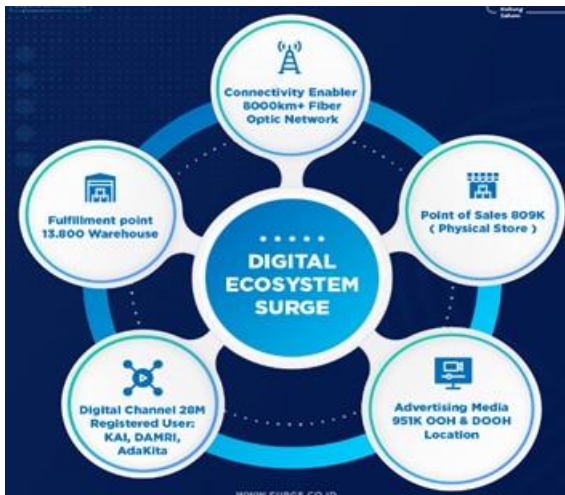 Kolturg
Saham
Connectivity Enabler
8000km+ Fiber
Optic Network
Fulfillment point
13.800 Warehouse
Point of Sales 809K
( Physical Store )
DIGITAL
ECOSYSTEM
SURGE
Digital Channel 28M
Registered User:
KAI, DAMRI,
AdaKita
Advertising Media
951K OOH & DOOH
Location
WWW.SURGE.CO.ID